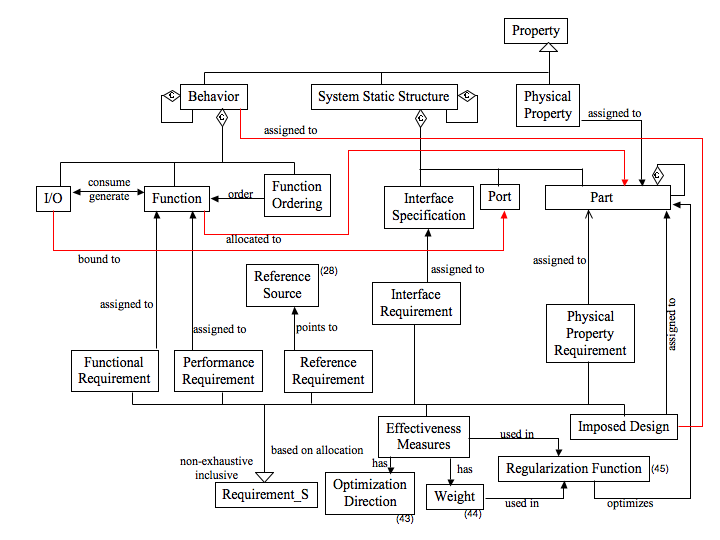 Property
C
Behavior
System Static Structure
C
Physical
Property
assigned to
C
C
assigned to
C
I/O
consume
generate
Function
order
Function
Ordering
Interface
Specification
Port
Part
allocated to
bound to
Reference
Source
(28)
assigned to
assigned to
Interface
Requirement
assigned to
assigned to
points to
Physical
Property
Requirement
assigned to
Functional
Requirement
Performance
Requirement
Reference
Requirement
Effectiveness
Measures
Imposed Design
used in
based on allocation
non-exhaustive
inclusive
has
has
Regularization Function
(45)
Requirement_S
Optimization
Direction
(43)
Weight
(44)
used in
optimizes